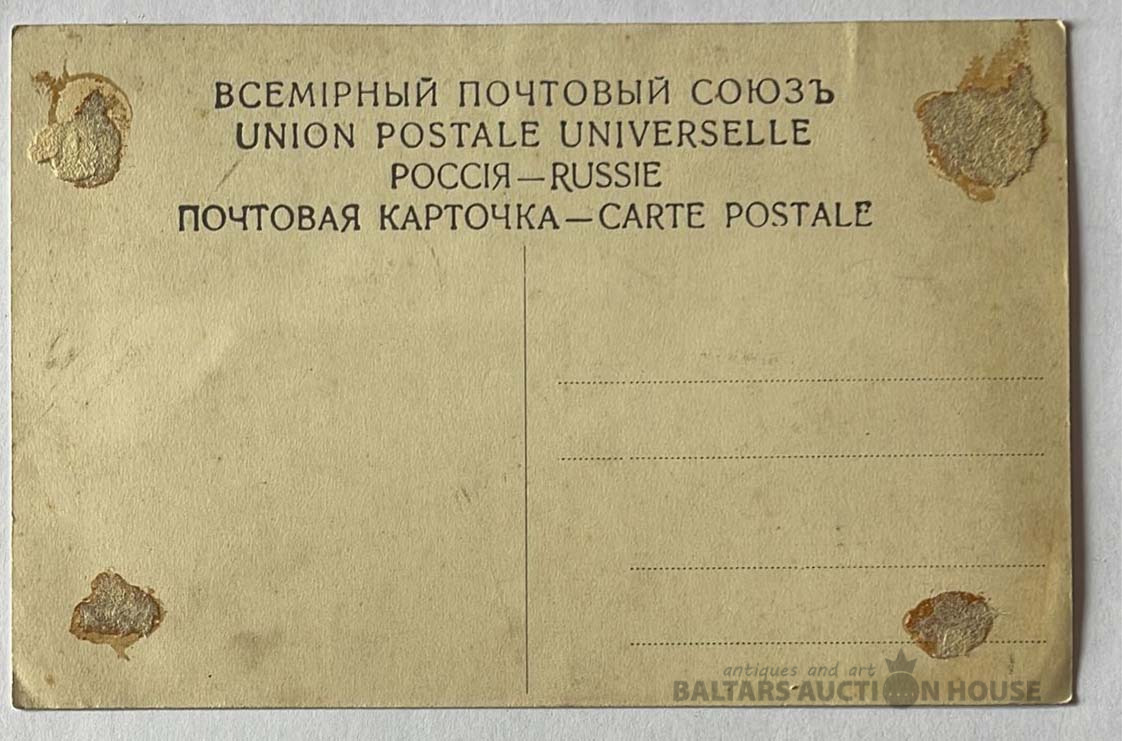 ВСЕМІРНЫЙ ПОЧТОВЫЙ СОЮЗЪ
UNION POSTALE UNIVERSELLE
РОССІЯ—RUSSIE
ПОЧТОВАЯ КАРТОЧКА—CARTE POSTALE
antiques and art
BALTARS AUCTION HOUSE